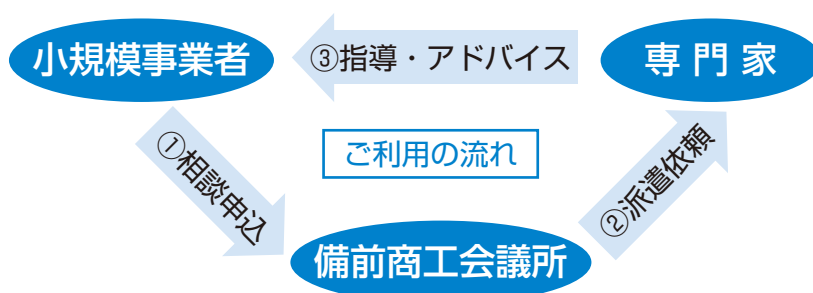 小規模事業者
③指導・アドバイス
専門家
①相談申込
ご利用の流れ
②派遣依頼
備前商工会議所